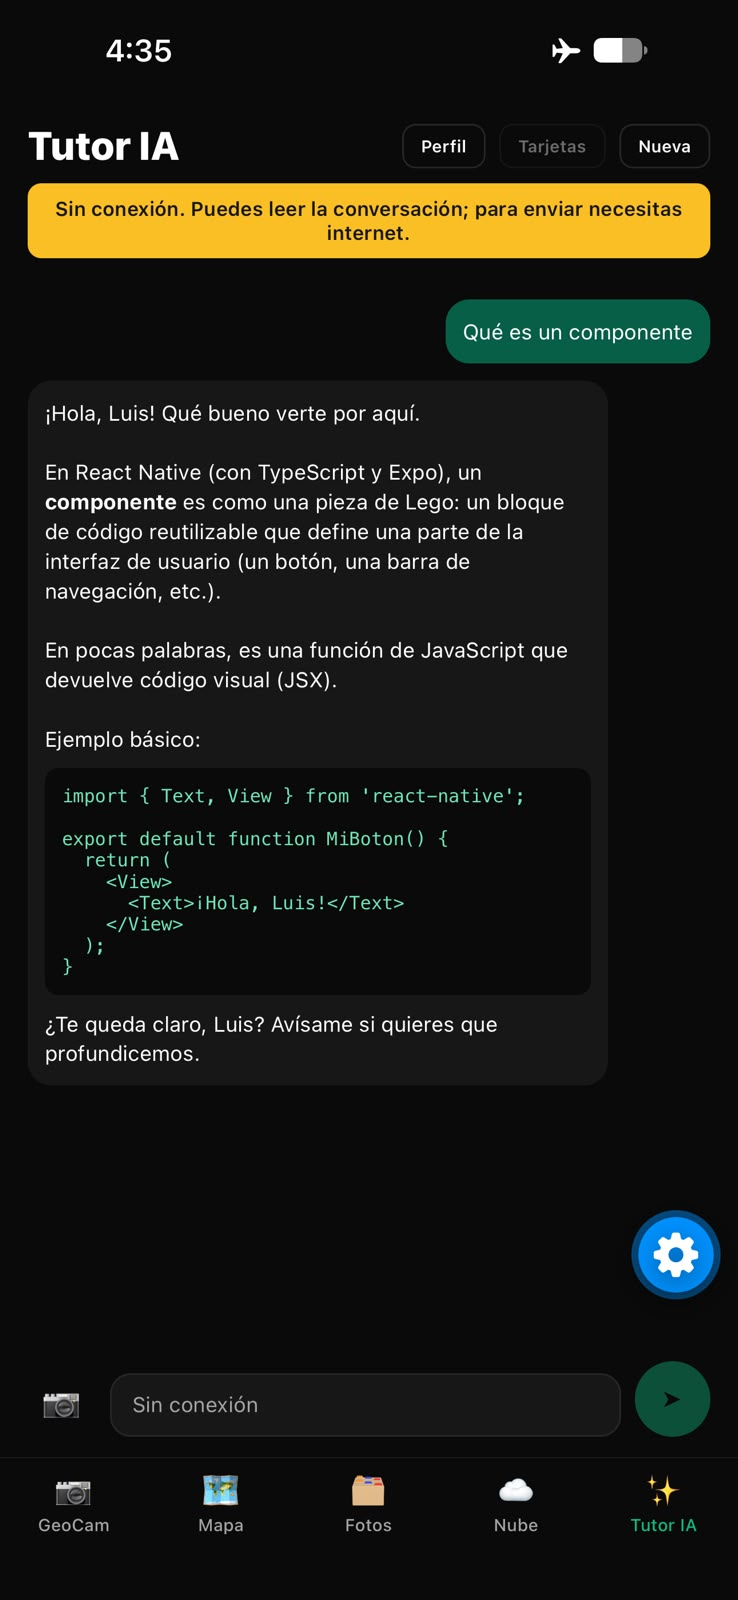 4:35
Tutor IA
Perfil
Tarjetas
Nueva
Sin conexión. Puedes leer la conversación; para enviar necesitas
internet.
Qué es un componente
¡Hola, Luis! Qué bueno verte por aquí.
En React Native (con TypeScript y Expo), un
componente es como una pieza de Lego: un bloque
de código reutilizable que define una parte de la
interfaz de usuario (un botón, una barra de
navegación, etc.).
En pocas palabras, es una función de JavaScript que
devuelve código visual (JSX).
Ejemplo básico:
import { Text, View } from 'react-native';
export default function MiBoton() {
  return (
    <View>
      <Text>¡Hola, Luis!</Text>
    </View>
  );
}
¿Te queda claro, Luis? Avísame si quieres que
profundicemos.
Sin conexión
GeoCam
Mapa
Fotos
Nube
Tutor IA